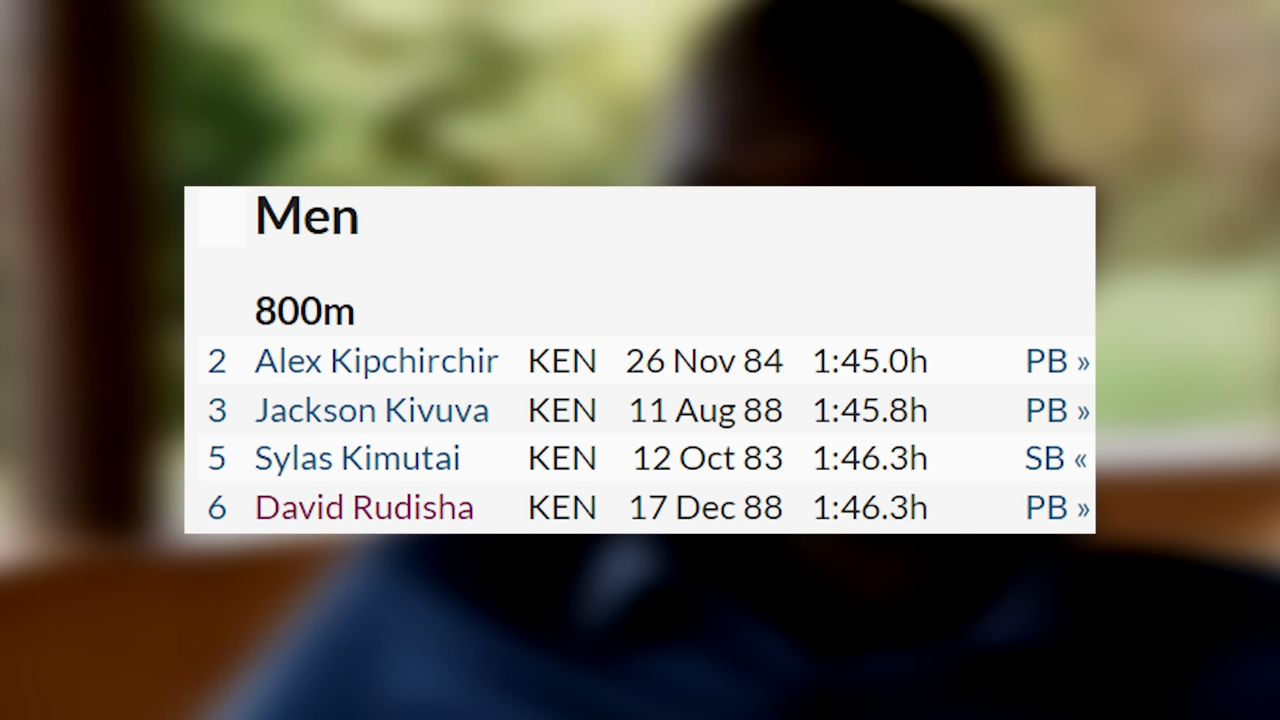 Men
800m
2 Alex Kipchirchir KEN 26 Nov 84 1:45.0h PB »
3 Jackson Kivuva KEN 11 Aug 88 1:45.8h PB »
5 Sylas Kimutai KEN 12 Oct 83 1:46.3h SB «
6 David Rudisha KEN 17 Dec 88 1:46.3h PB »